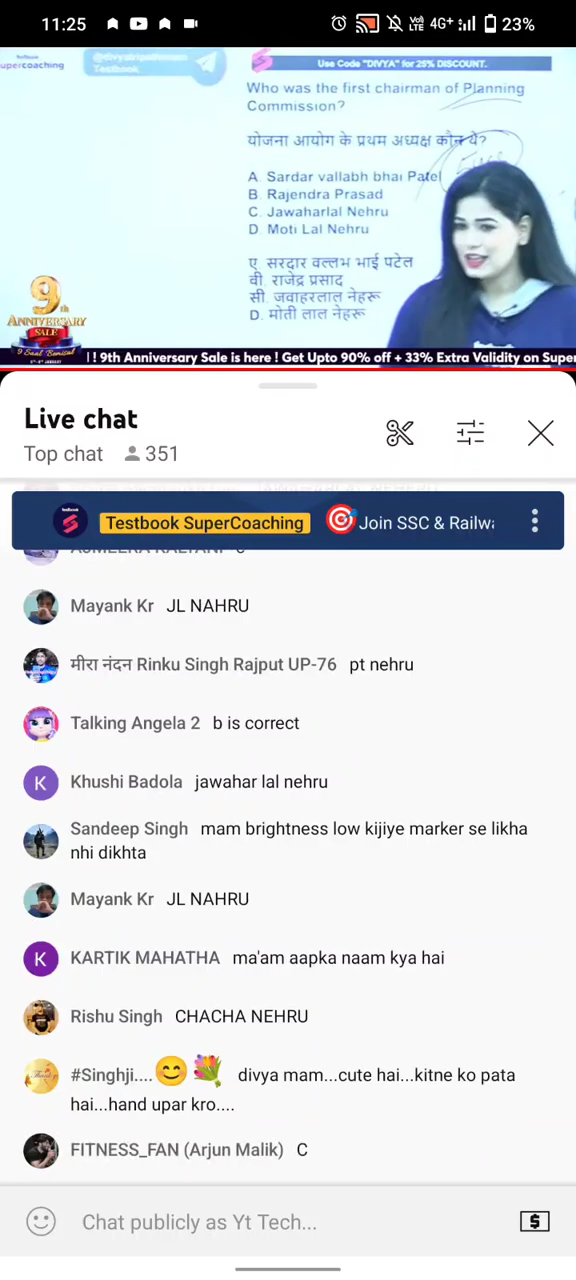 11:25
4G+
23%
supercoaching
@divyatripathimam
Testbook
Use Code "DIVYA" for 25% DISCOUNT.
Who was the first chairman of Planning
Commission?
योजना आयोग के प्रथम अध्यक्ष कौन थे?
A. Sardar vallabh bhai Patel
B. Rajendra Prasad
C. Jawaharlal Nehru
D. Moti Lal Nehru
ए. सरदार वल्लभ भाई पटेल
बी. राजेंद्र प्रसाद
सी. जवाहरलाल नेहरू
D. मोती लाल नेहरू
9th
ANNIVERSARY
SALE
9 Saal Bemisal
! ! 9th Anniversary Sale is here ! Get Upto 90% off + 33% Extra Validity on Super
Live chat
Top chat 351
Testbook SuperCoaching 🎯Join SSC & Railwa
Mayank Kr JL NAHRU
मीरा नंदन Rinku Singh Rajput UP-76 pt nehru
Talking Angela 2 b is correct
K Khushi Badola jawahar lal nehru
Sandeep Singh mam brightness low kijiye marker se likha
nhi dikhta
Mayank Kr JL NAHRU
K KARTIK MAHATHA ma'am aapka naam kya hai
Rishu Singh CHACHA NEHRU
#Singhji....😊💐 divya mam...cute hai...kitne ko pata
hai...hand upar kro....
FITNESS_FAN (Arjun Malik) C
Chat publicly as Yt Tech...